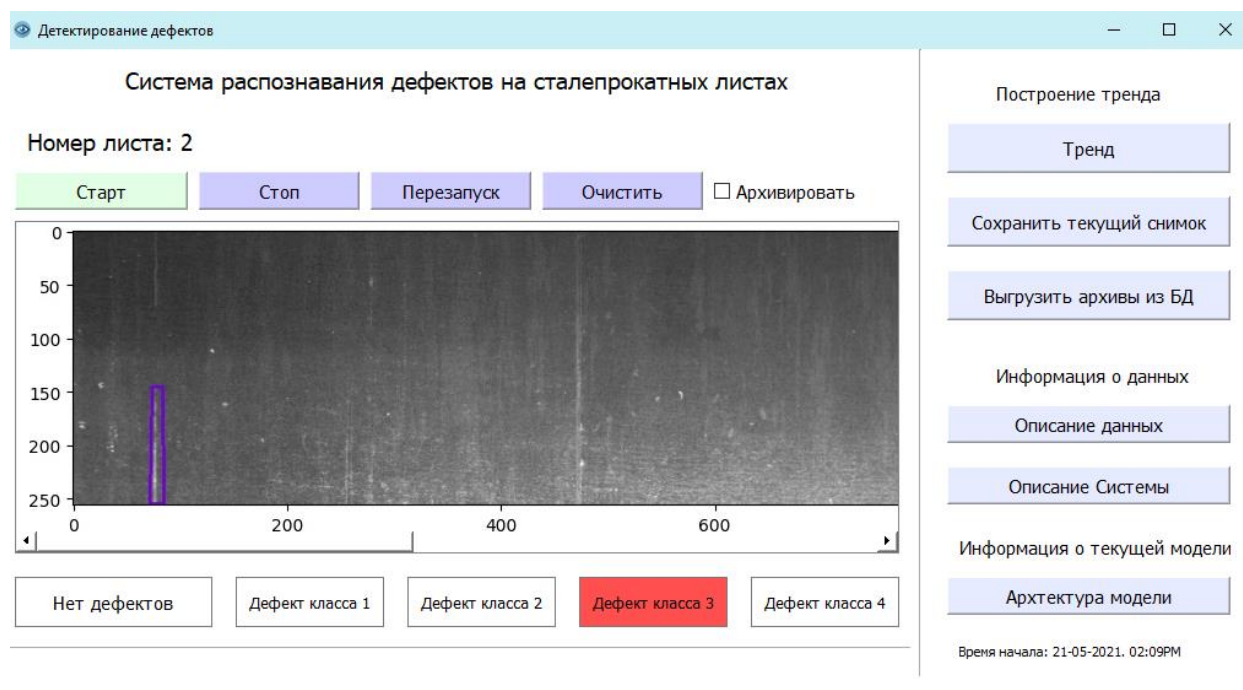 Детектирование дефектов
Система распознавания дефектов на сталепрокатных листах
Номер листа: 2
Старт
Стоп
Перезапуск
Очистить
Архивировать
0
50
100
150
200
250
0
200
400
600
Нет дефектов
Дефект класса 1
Дефект класса 2
Дефект класса 3
Дефект класса 4
Построение тренда
Тренд
Сохранить текущий снимок
Выгрузить архивы из БД
Информация о данных
Описание данных
Описание Системы
Информация о текущей модели
Архтектура модели
Время начала: 21-05-2021. 02:09PM